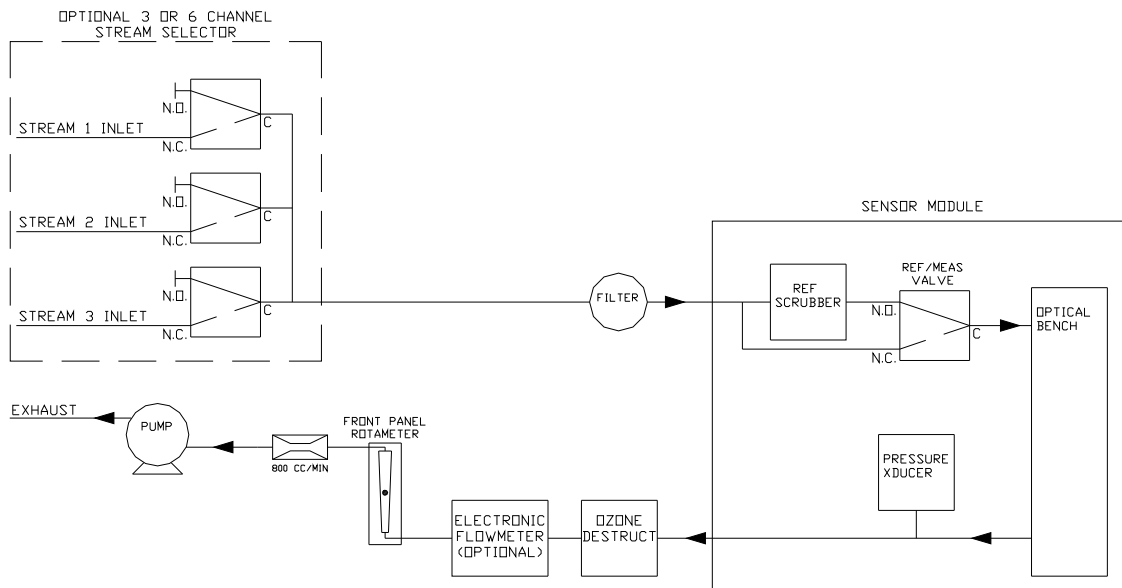 OPTIONAL 3 OR 6 CHANNEL
STREAM SELECTOR
N.O.
STREAM 1 INLET
C
N.C.
N.O.
STREAM 2 INLET
C
N.C.
N.O.
STREAM 3 INLET
C
N.C.
FILTER
SENSOR MODULE
REF
SCRUBBER
REF/MEAS
VALVE
N.O.
C
N.C.
OPTICAL
BENCH
EXHAUST
PUMP
800 CC/MIN
FRONT PANEL
ROTAMETER
ELECTRONIC
FLOWMETER
(OPTIONAL)
OZONE
DESTRUCT
PRESSURE
XDUCER